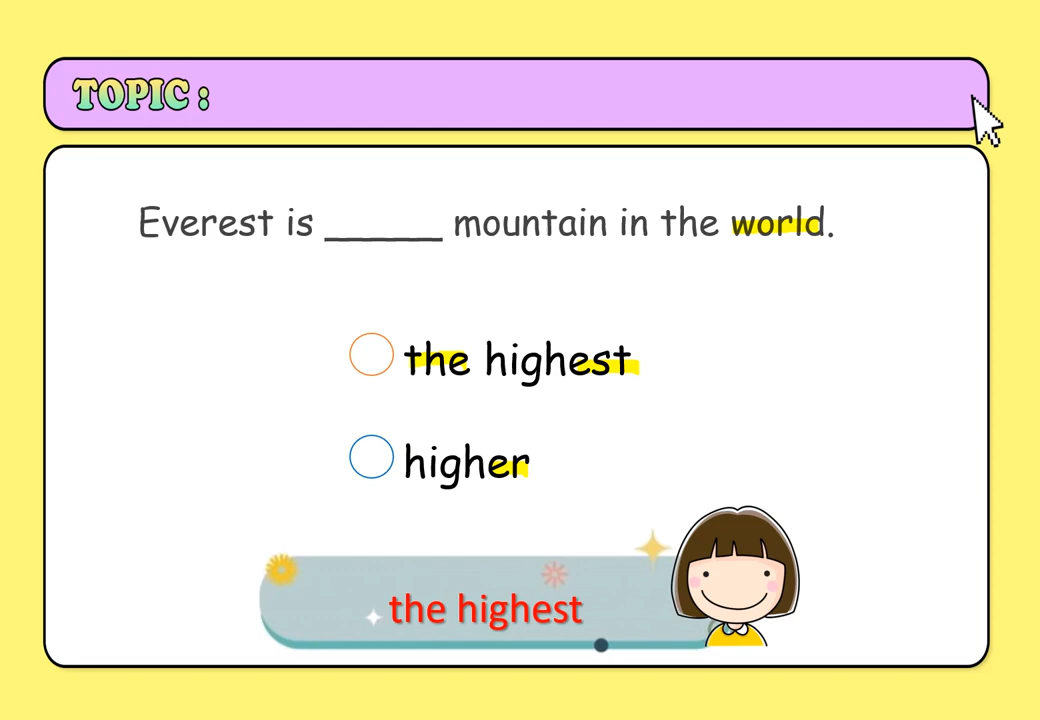 TOPIC :
Everest is _____ mountain in the world.
the highest
higher
the highest